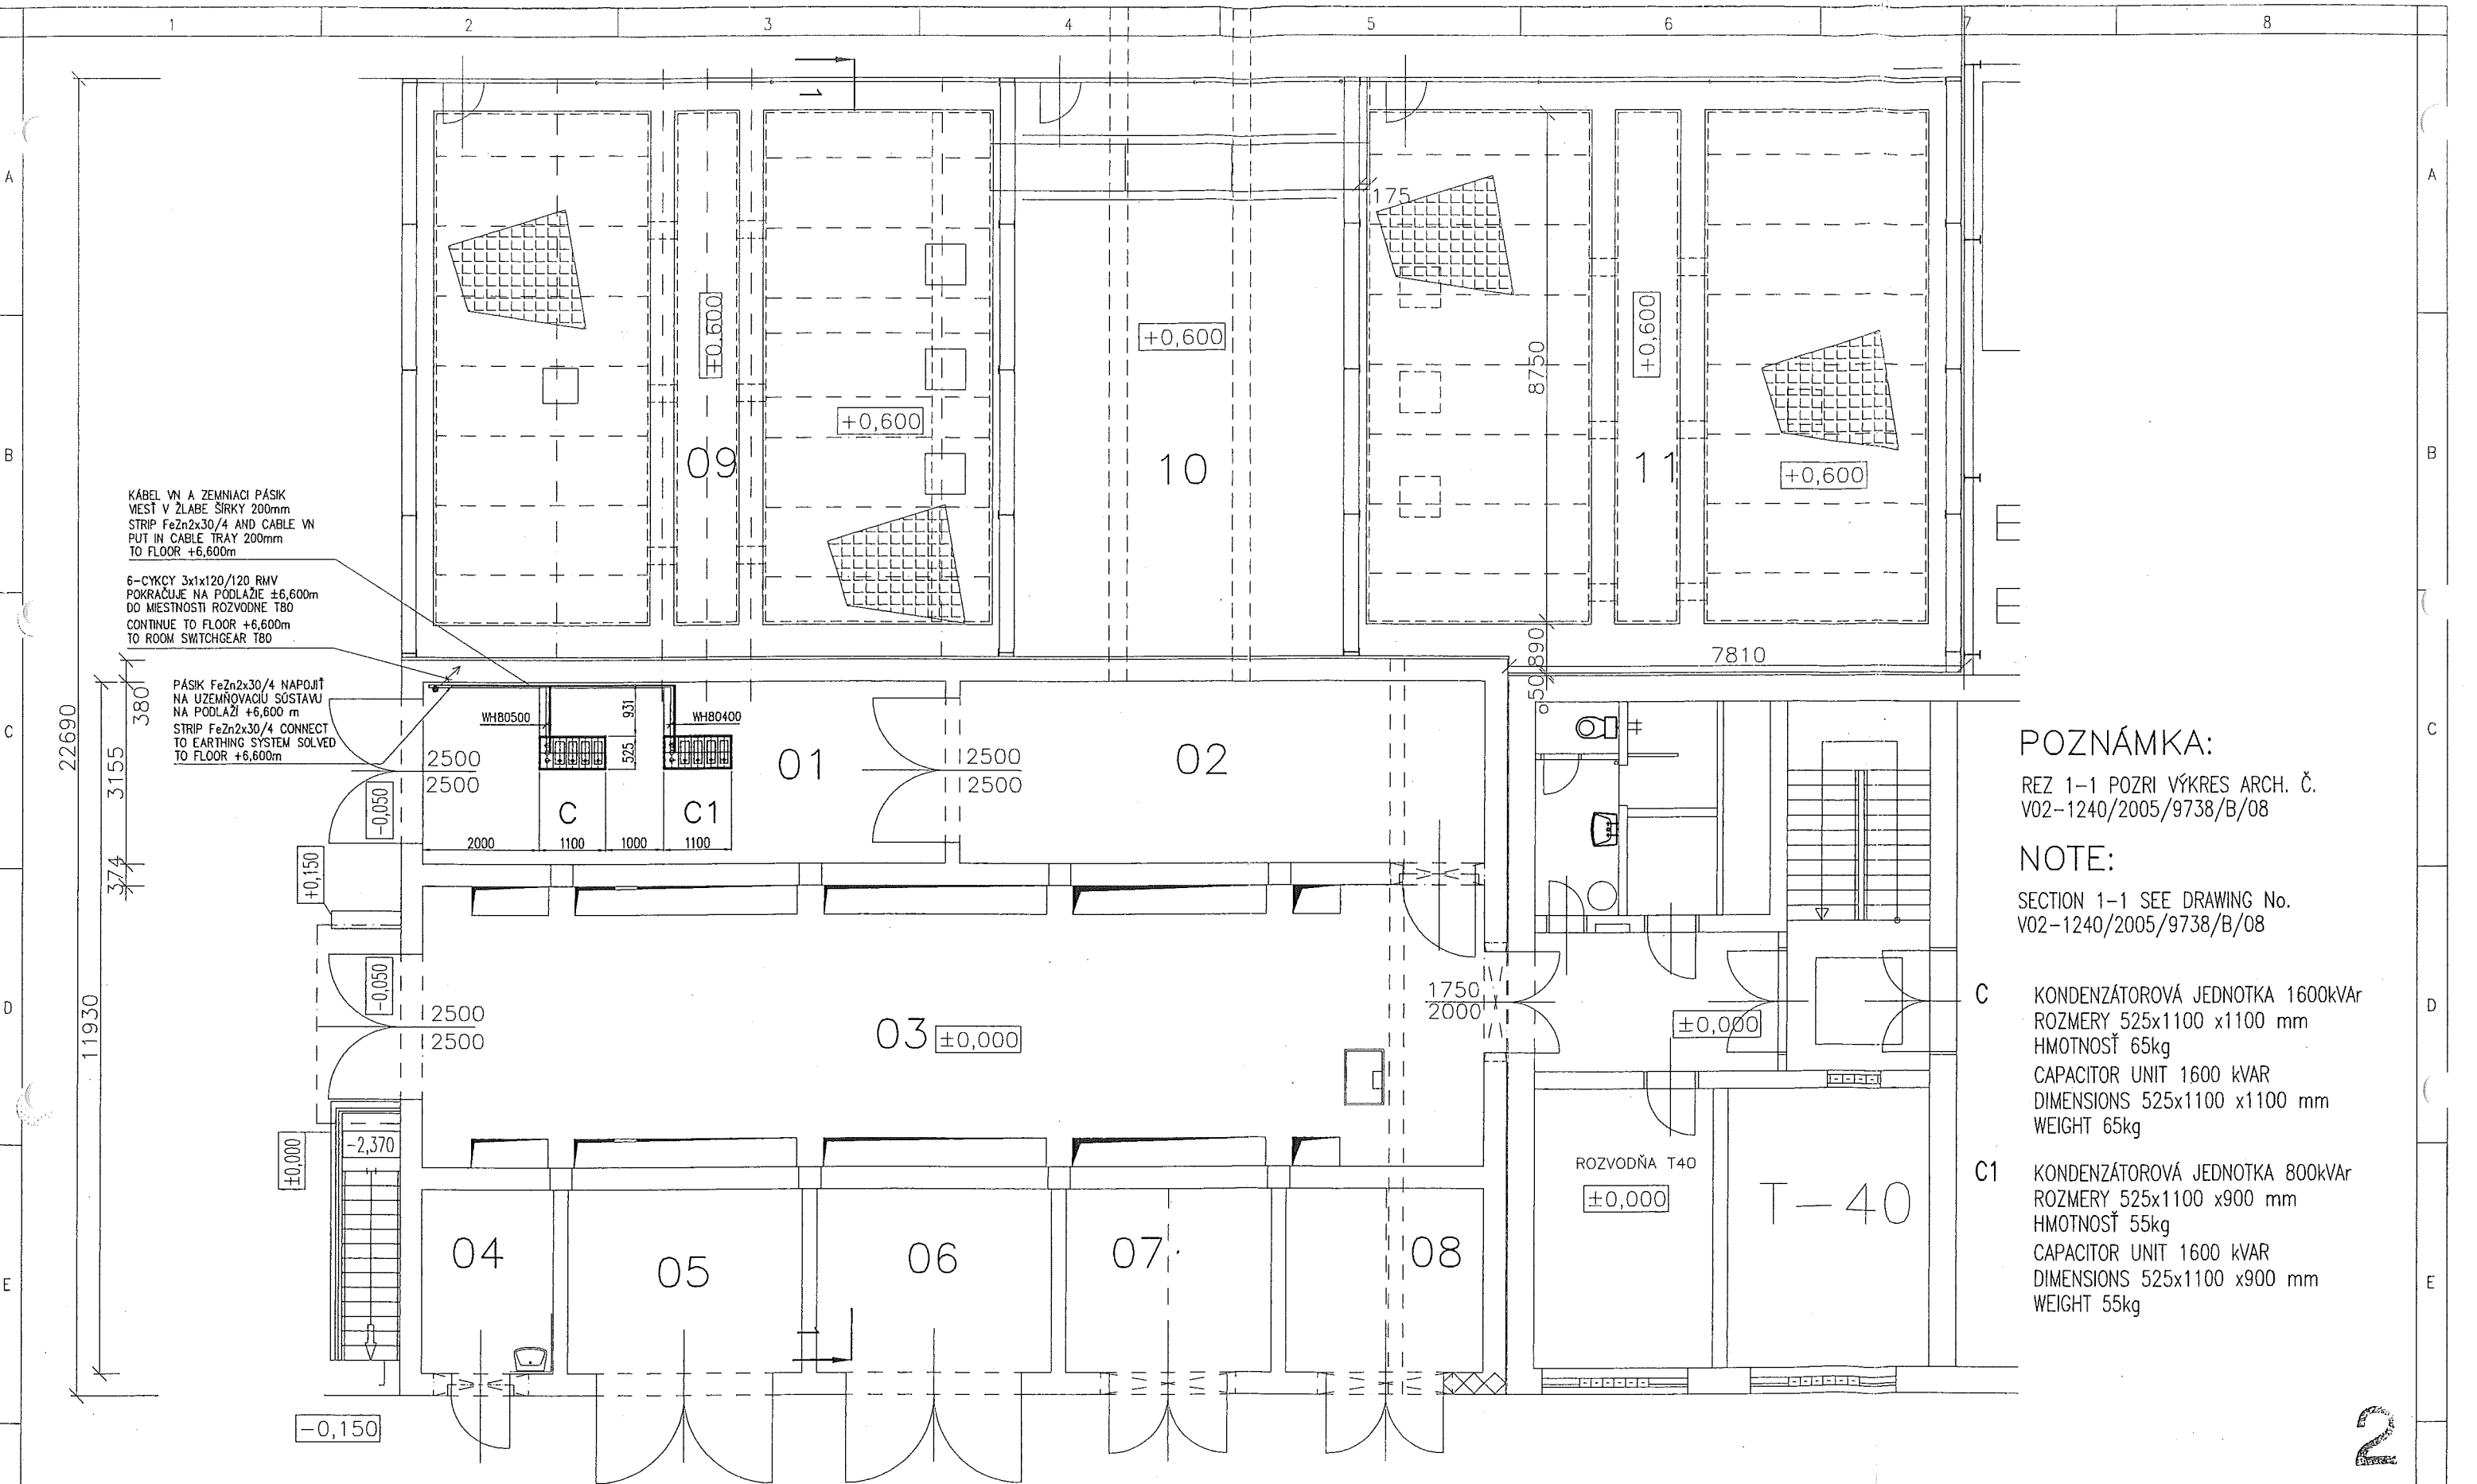 1
2
3
4
5
6
7
8
A
A
1
175
+0,600
+0,600
+0,600
8750
+0,600
+0,600
B
B
09
10
11
KÁBEL VN A ZEMNIACI PÁSIK
VIESŤ V ŽLABE ŠÍRKY 200mm
STRIP FeZn2x30/4 AND CABLE VN
PUT IN CABLE TRAY 200mm
TO FLOOR +6,600m
6-CYKCY 3x1x120/120 RMV
POKRAČUJE NA PODLAŽIE ±6,600m
DO MIESTNOSTI ROZVODNE T80
CONTINUE TO FLOOR +6,600m
TO ROOM SWITCHGEAR T80
PÁSIK FeZn2x30/4 NAPOJIŤ
NA UZEMŇOVACIU SÚSTAVU
NA PODLAŽÍ +6,600 m
STRIP FeZn2x30/4 CONNECT
TO EARTHING SYSTEM SOLVED
TO FLOOR +6,600m
7810
890
50
C
C
22690
380
3155
374
11930
WH80500
931
WH80400
525
2500
2500
01
2500
2500
02
-0,050
C
C1
2000
1100
1000
1100
+0,150
POZNÁMKA:
REZ 1-1 POZRI VÝKRES ARCH. Č.
V02-1240/2005/9738/B/08
NOTE:
SECTION 1-1 SEE DRAWING No.
V02-1240/2005/9738/B/08
D
D
-0,050
2500
2500
03
±0,000
1750
2000
±0,000
C
KONDENZÁTOROVÁ JEDNOTKA 1600kVAr
ROZMERY 525x1100 x1100 mm
HMOTNOSŤ 65kg
CAPACITOR UNIT 1600 kVAR
DIMENSIONS 525x1100 x1100 mm
WEIGHT 65kg
C1
KONDENZÁTOROVÁ JEDNOTKA 800kVAr
ROZMERY 525x1100 x900 mm
HMOTNOSŤ 55kg
CAPACITOR UNIT 1600 kVAR
DIMENSIONS 525x1100 x900 mm
WEIGHT 55kg
±0,000
-2,370
ROZVODŇA T40
±0,000
T-40
E
E
04
05
06
07
08
1
-0,150
2